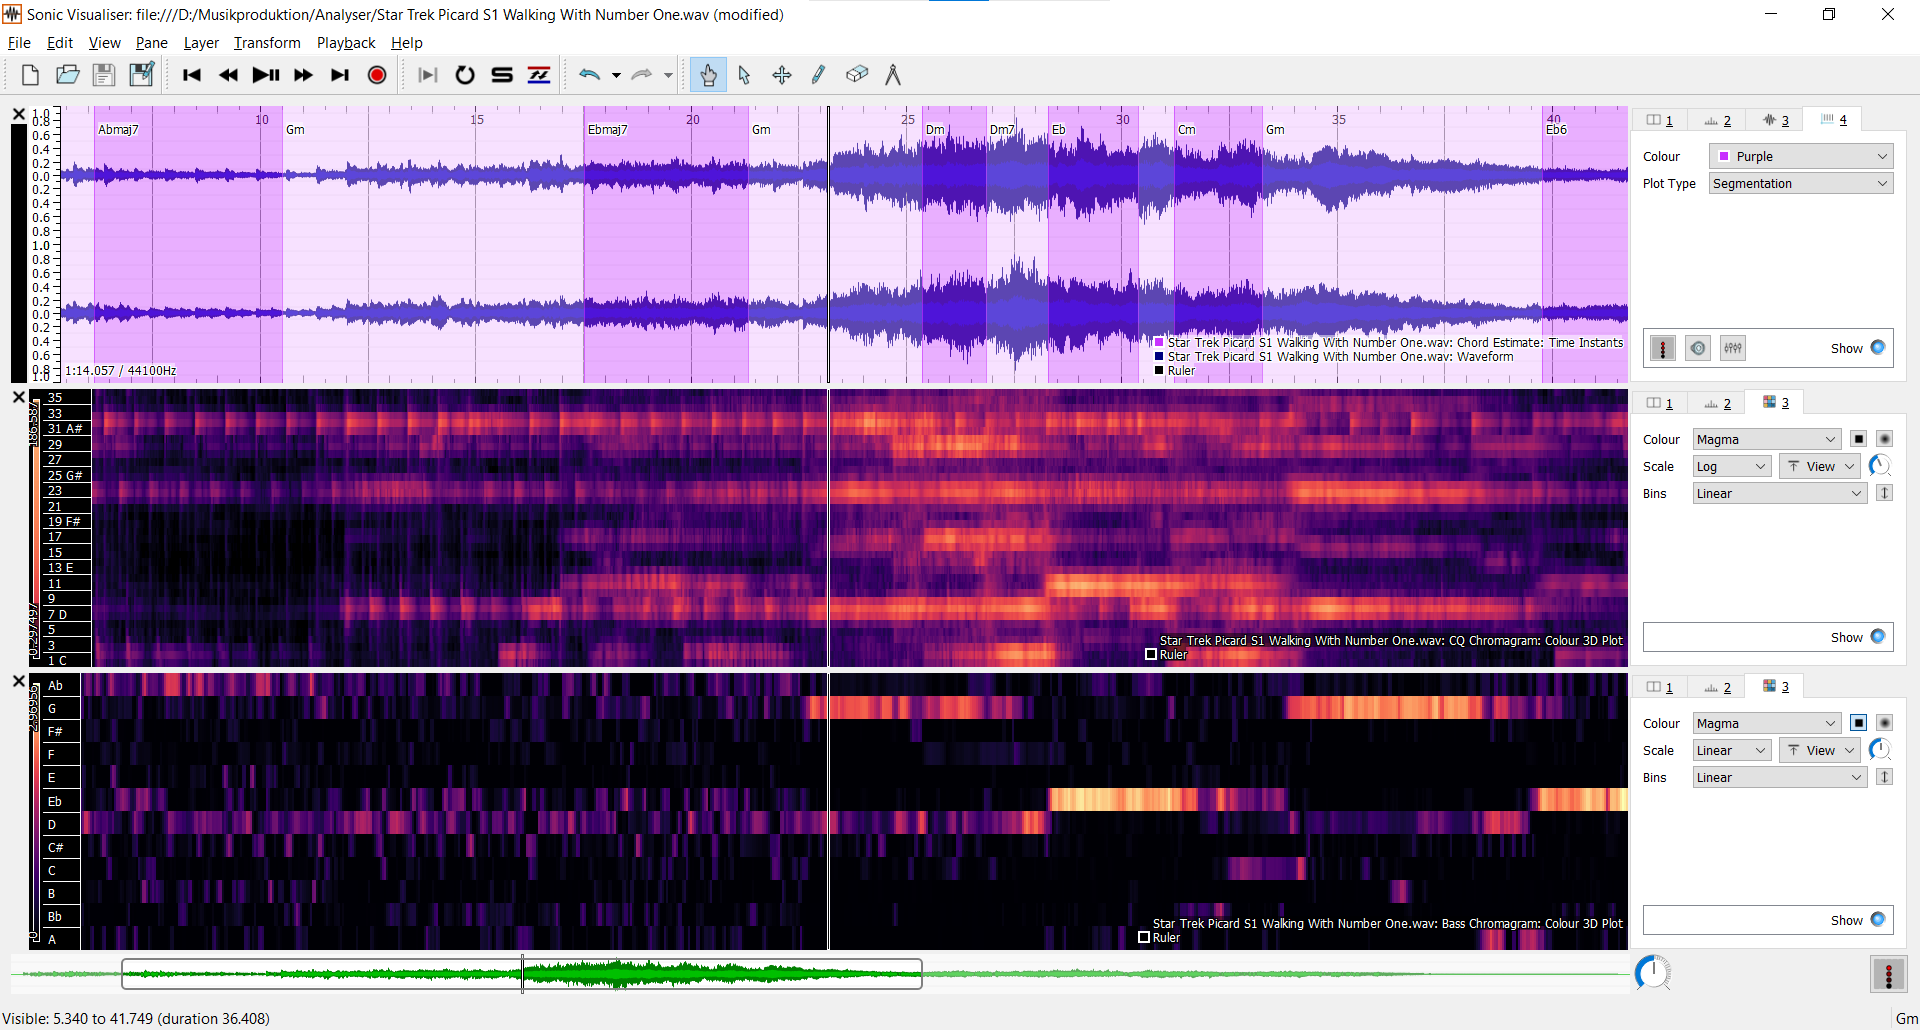 Sonic Visualiser: file:///D:/Musikproduktion/Analyser/Star Trek Picard S1 Walking With Number One.wav (modified)
File Edit View Pane Layer Transform Playback Help
10 15 20 25 30 35 40
Abmaj7 Gm Ebmaj7 Gm Dm Dm7 Eb Cm Gm Eb6
1.0
0.8
0.6
0.4
0.2
0.0
0.2
0.4
0.6
0.8
1.0
0.8
0.6
0.4
0.2
0.0
0.2
0.4
0.6
0.8
1.0
1:14.057 / 44100Hz
Star Trek Picard S1 Walking With Number One.wav: Chord Estimate: Time Instants
Star Trek Picard S1 Walking With Number One.wav: Waveform
Ruler
1 2 3 4
Colour Purple
Plot Type Segmentation
Show
35
33
31 A#
29
27
25 G#
23
21
19 F#
17
15
13 E
11
9
7 D
5
3
1 C
Star Trek Picard S1 Walking With Number One.wav: CQ Chromagram: Colour 3D Plot
Ruler
1 2 3
Colour Magma
Scale Log View
Bins Linear
Show
Ab
G
F#
F
E
Eb
D
C#
C
B
Bb
A
Star Trek Picard S1 Walking With Number One.wav: Bass Chromagram: Colour 3D Plot
Ruler
1 2 3
Colour Magma
Scale Linear View
Bins Linear
Show
Visible: 5.340 to 41.749 (duration 36.408)
Gm